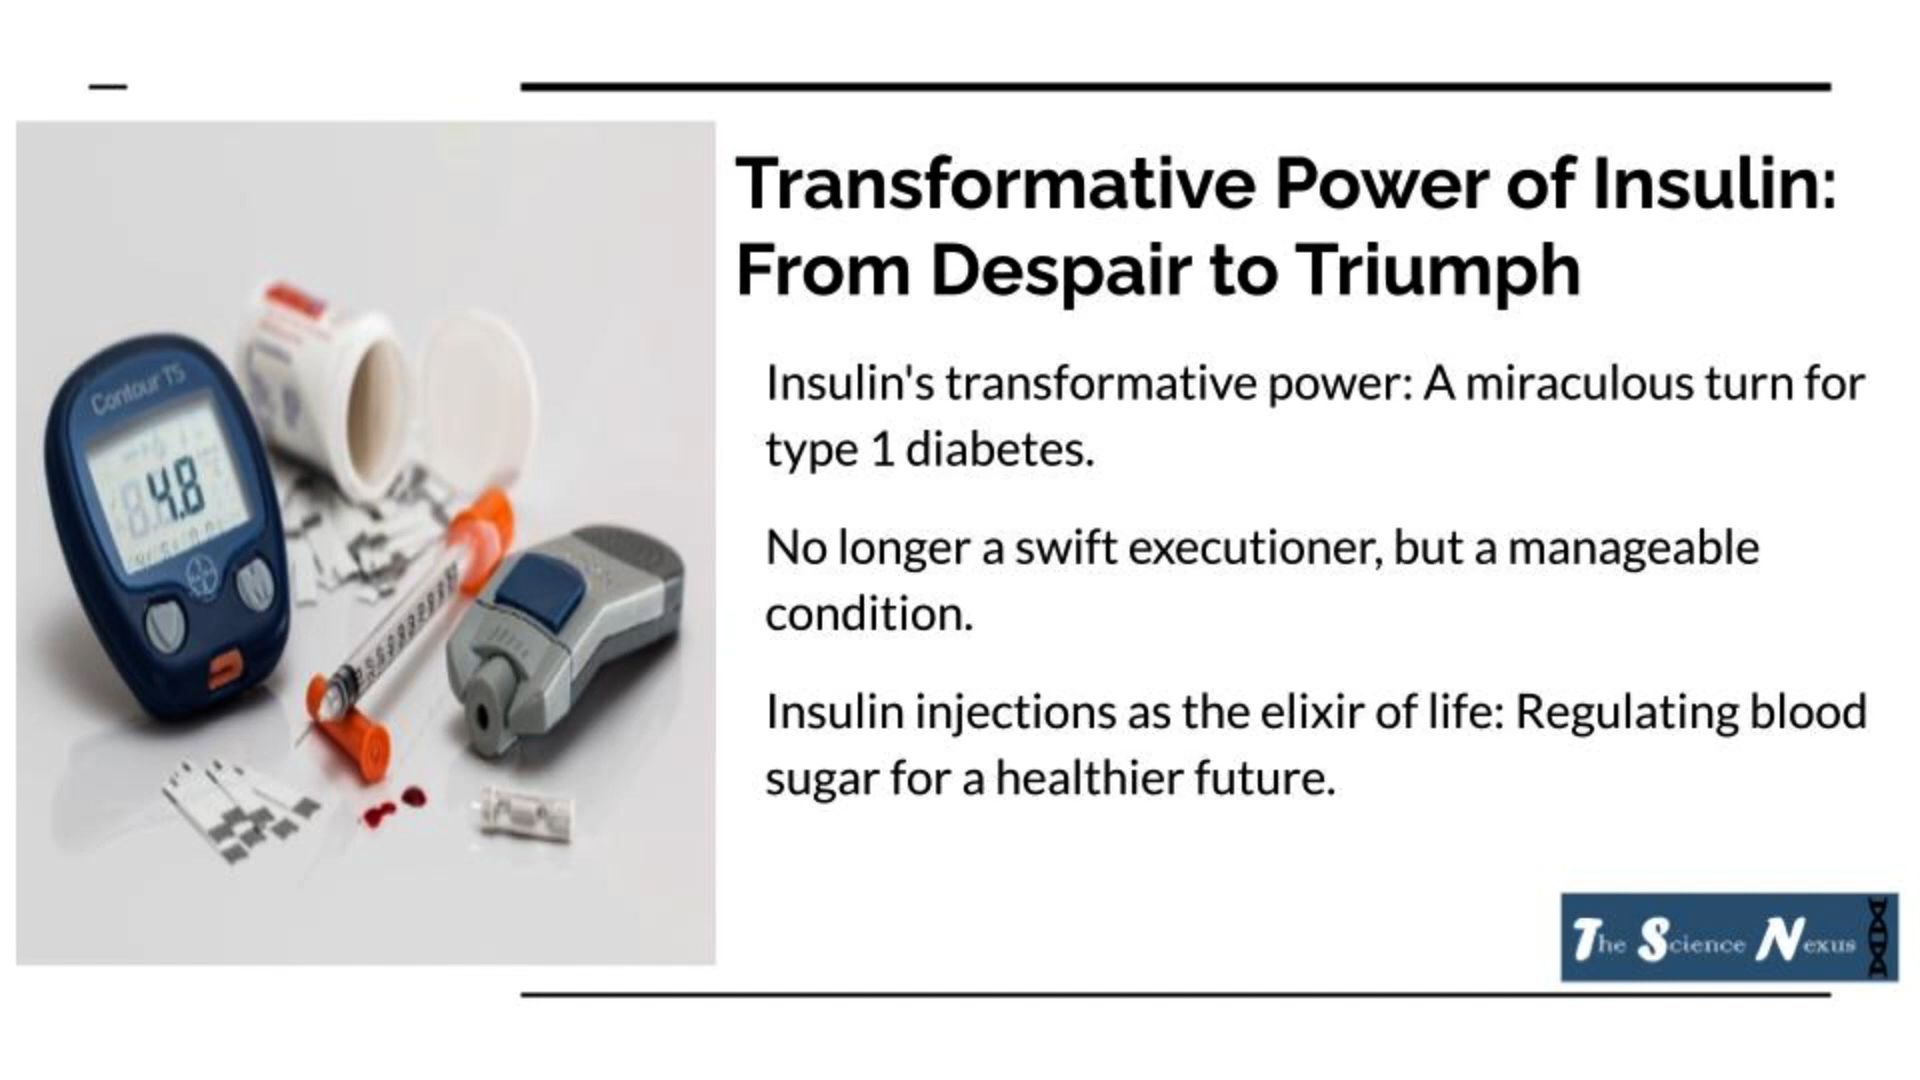 Transformative Power of Insulin:
From Despair to Triumph
Insulin's transformative power: A miraculous turn for
type 1 diabetes.
No longer a swift executioner, but a manageable
condition.
Insulin injections as the elixir of life: Regulating blood
sugar for a healthier future.
Contour TS
4.8
The Science Nexus